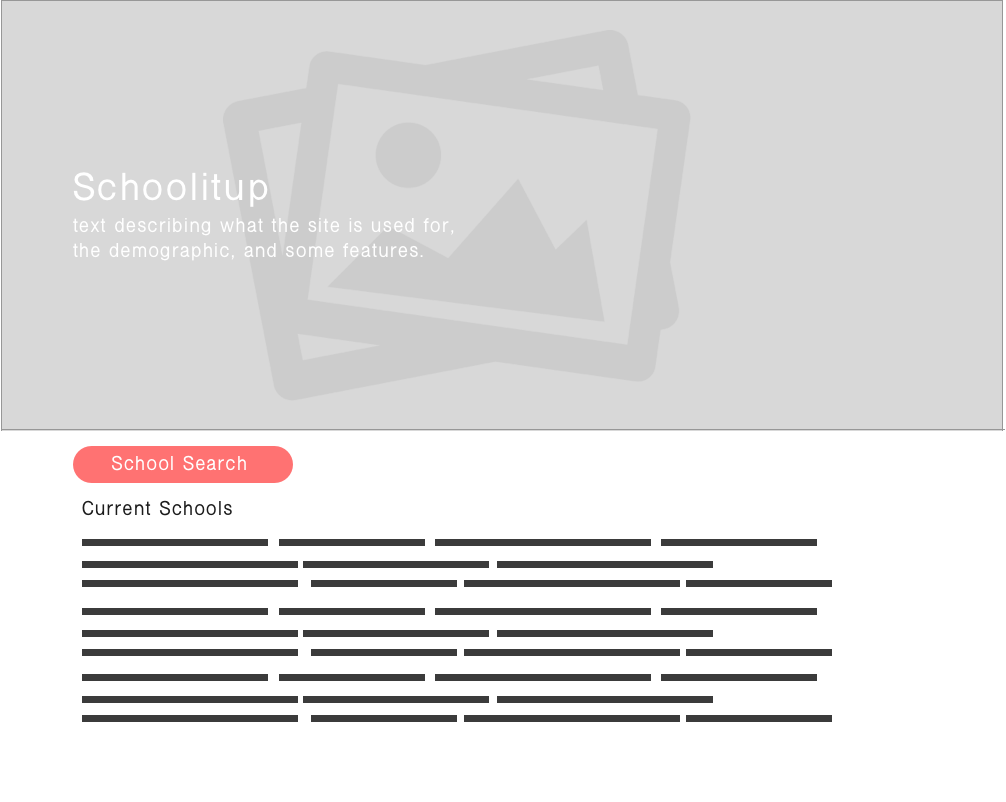 Schoolitup
text describing what the site is used for,
the demographic, and some features.
School Search
Current Schools